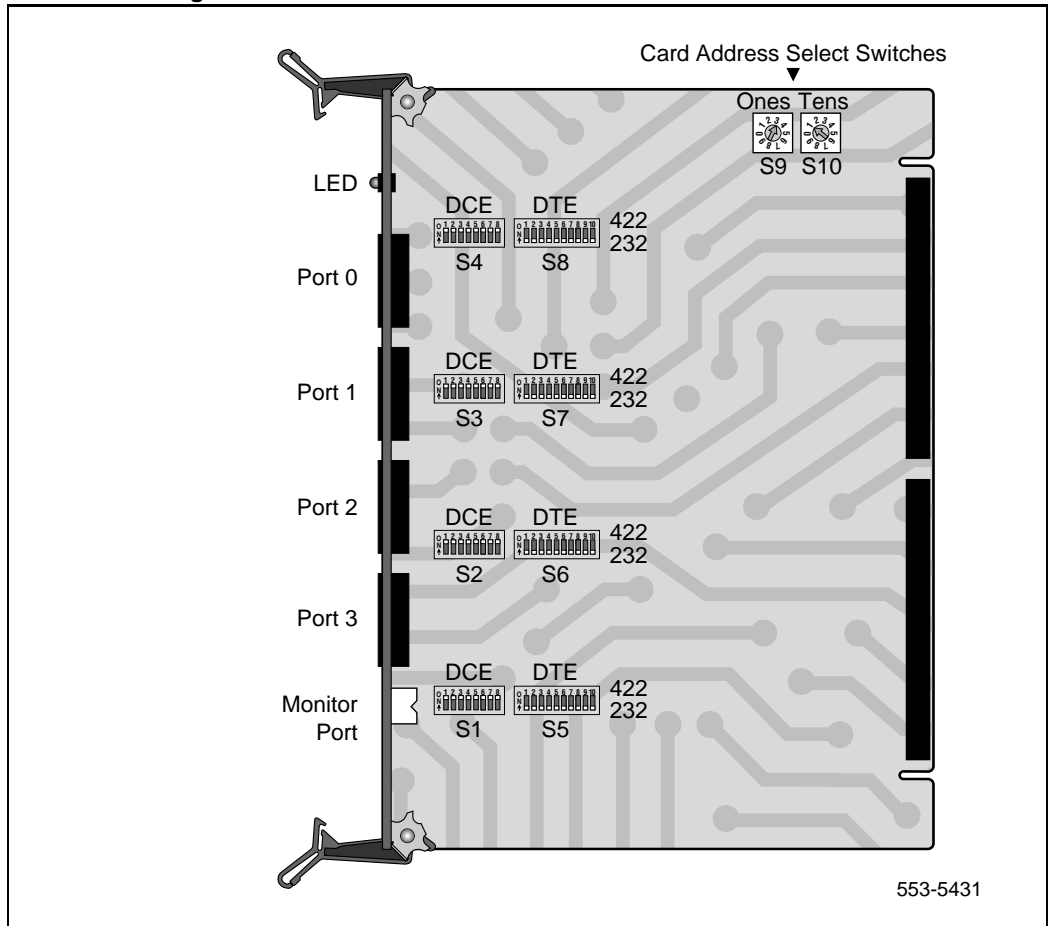 Card Address Select Switches
Ones Tens
S9 S10
LED
DCE DTE
422
232
S4 S8
Port 0
DCE DTE
422
232
S3 S7
Port 1
DCE DTE
422
232
S2 S6
Port 2
Port 3
DCE DTE
422
232
S1 S5
Monitor
Port
553-5431